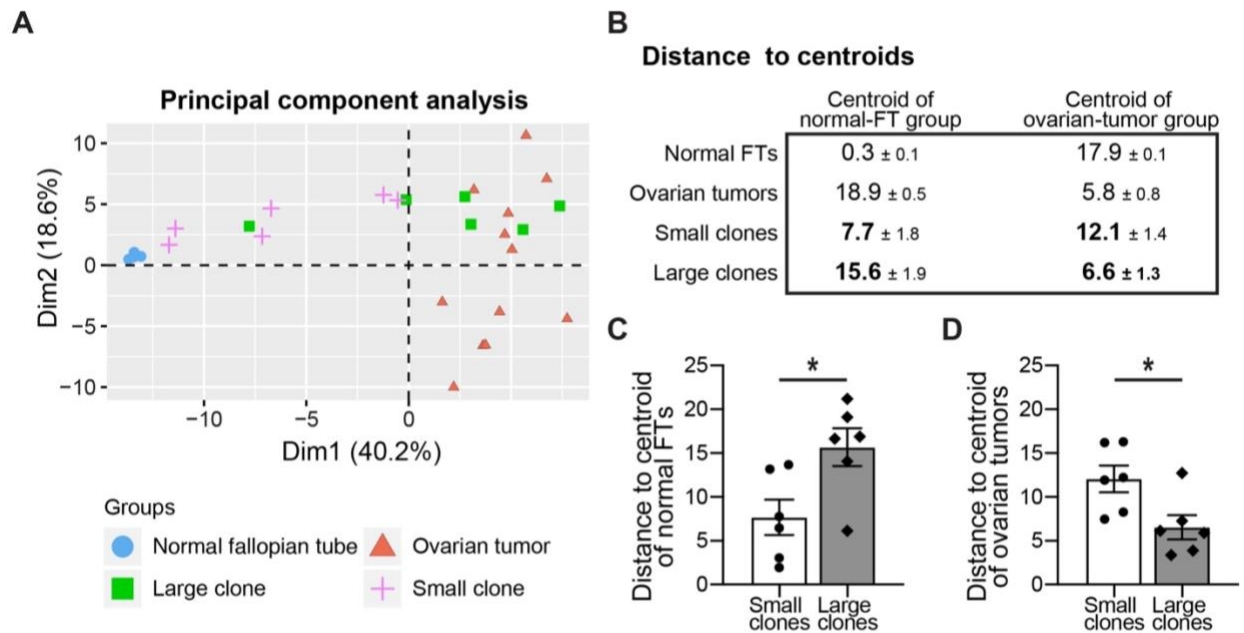 A
Principal component analysis
Dim2 (18.6%)
10
5
0
−5
−10
−10
−5
0
Dim1 (40.2%)
Groups
Normal fallopian tube
Ovarian tumor
Large clone
Small clone
B
Distance to centroids
Centroid of normal-FT group
Centroid of ovarian-tumor group
Normal FTs 0.3 ± 0.1 17.9 ± 0.1
Ovarian tumors 18.9 ± 0.5 5.8 ± 0.8
Small clones 7.7 ± 1.8 12.1 ± 1.4
Large clones 15.6 ± 1.9 6.6 ± 1.3
C
Distance to centroid
of normal FTs
25
20
15
10
5
0
*
Small clones
Large clones
D
Distance to centroid
of ovarian tumors
25
20
15
10
5
0
*
Small clones
Large clones